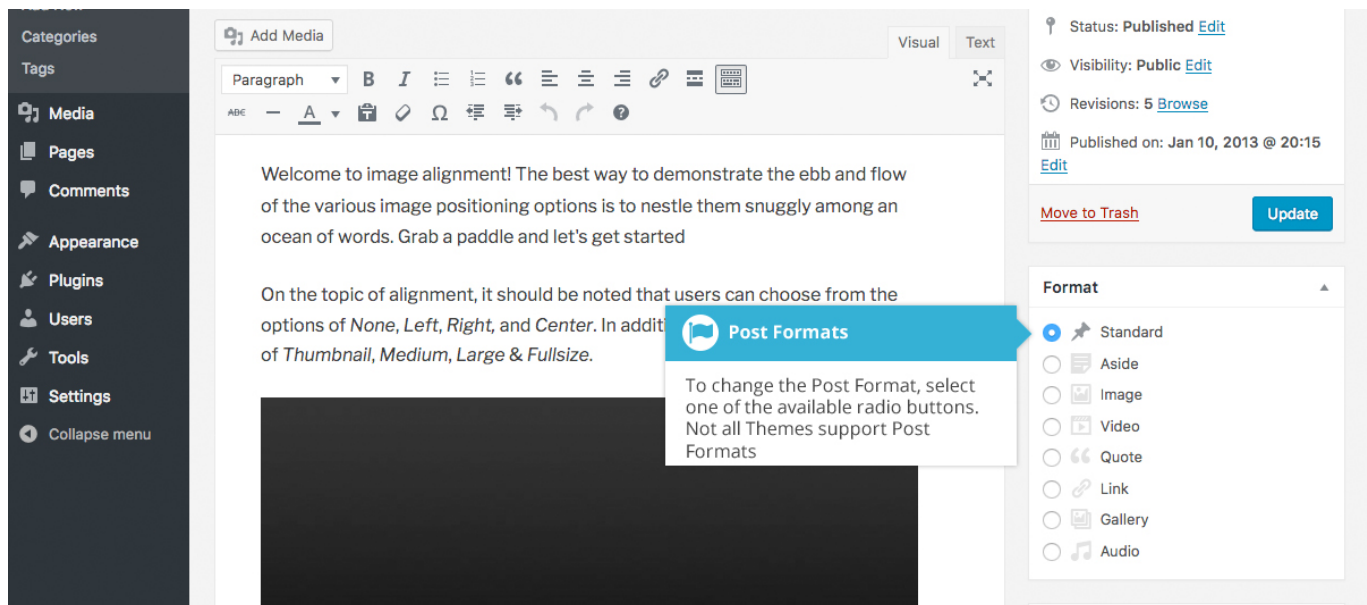 Categories
Tags
Media
Pages
Comments
Appearance
Plugins
Users
Tools
Settings
Collapse menu
Add Media
Visual Text
Paragraph B I
ABC A Ω
Welcome to image alignment! The best way to demonstrate the ebb and flow
of the various image positioning options is to nestle them snuggly among an
ocean of words. Grab a paddle and let's get started
On the topic of alignment, it should be noted that users can choose from the
options of None, Left, Right, and Center. In additi
of Thumbnail, Medium, Large & Fullsize.
Post Formats
To change the Post Format, select
one of the available radio buttons.
Not all Themes support Post
Formats
Status: Published Edit
Visibility: Public Edit
Revisions: 5 Browse
Published on: Jan 10, 2013 @ 20:15
Edit
Move to Trash Update
Format
Standard
Aside
Image
Video
Quote
Link
Gallery
Audio